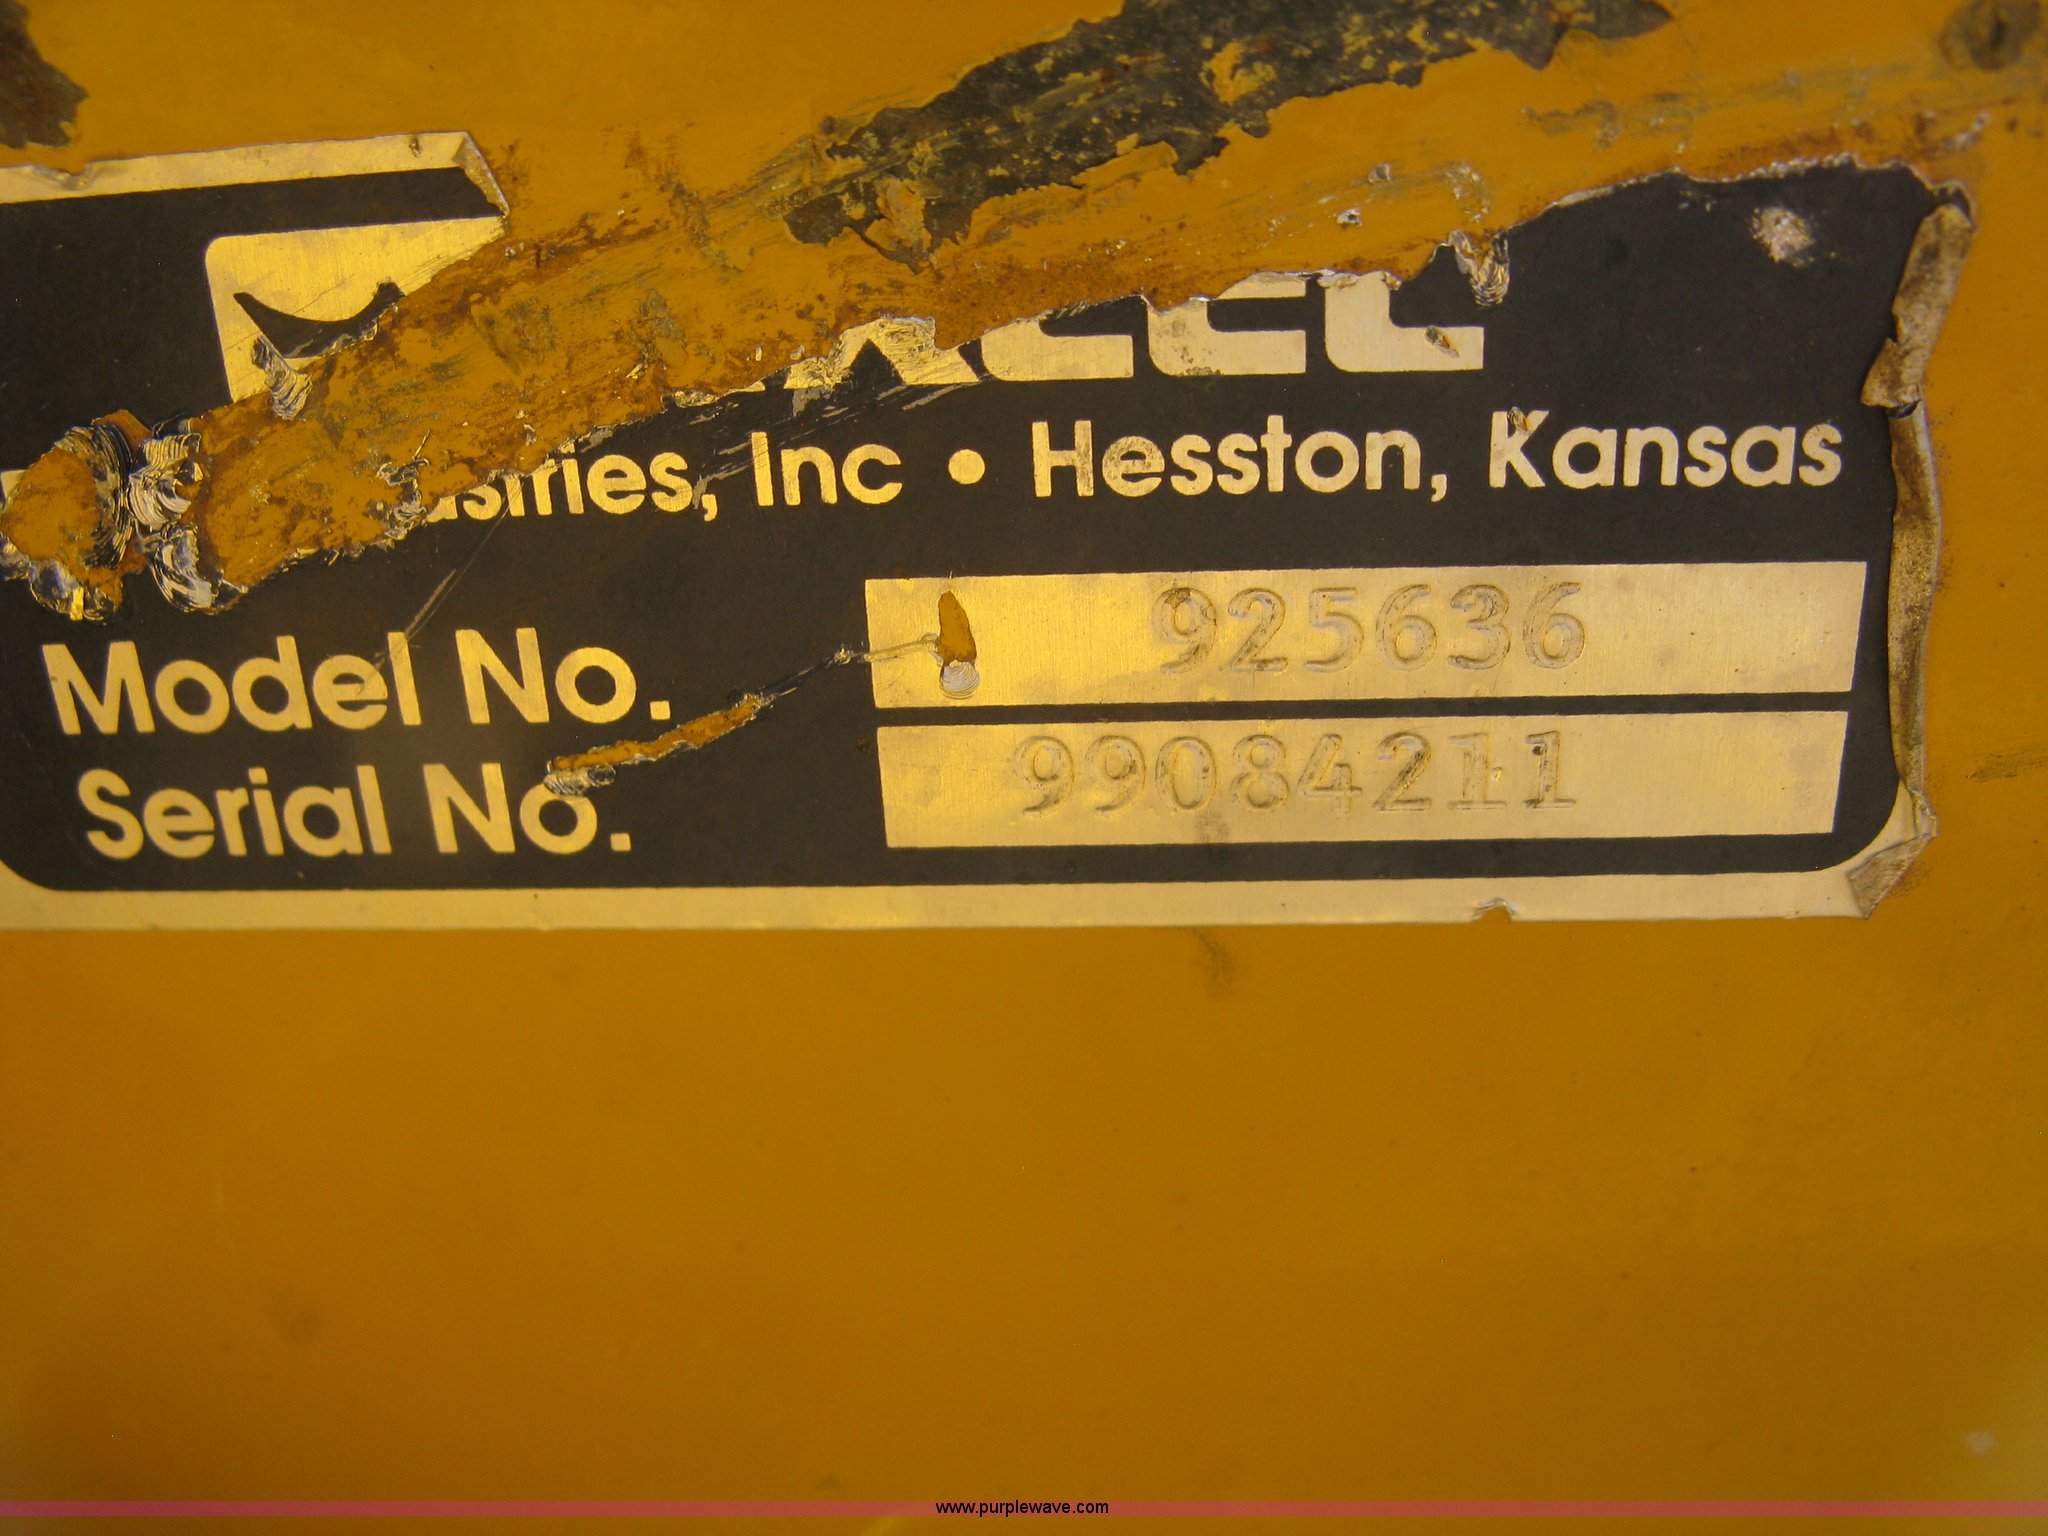 Inc • Hesston, Kansas
Model No. 925636
Serial No. 99084211
www.purplewave.com